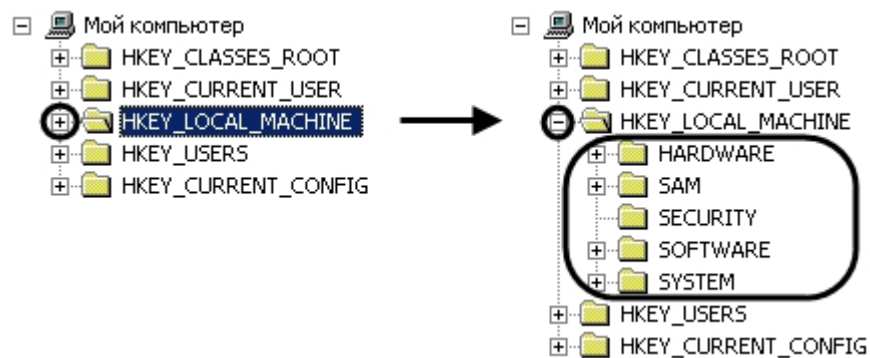 Мой компьютер
HKEY_CLASSES_ROOT
HKEY_CURRENT_USER
HKEY_LOCAL_MACHINE
HKEY_USERS
HKEY_CURRENT_CONFIG
Мой компьютер
HKEY_CLASSES_ROOT
HKEY_CURRENT_USER
HKEY_LOCAL_MACHINE
HARDWARE
SAM
SECURITY
SOFTWARE
SYSTEM
HKEY_USERS
HKEY_CURRENT_CONFIG